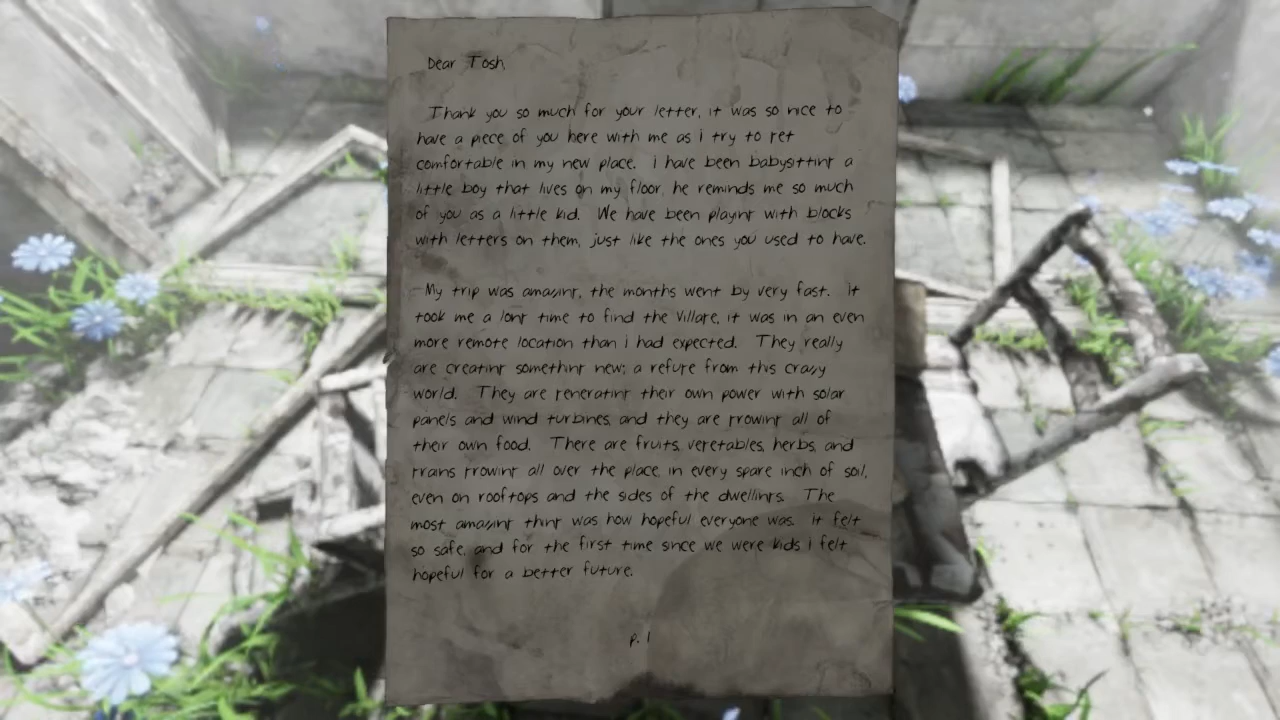 Dear Tosh,
Thank you so much for your letter, it was so nice to
have a piece of you here with me as i try to get
comfortable in my new place. i have been babysitting a
little boy that lives on my floor, he reminds me so much
of you as a little kid. We have been playing with blocks
with letters on them, just like the ones you used to have.
My trip was amazing, the months went by very fast. it
took me a long time to find the Village, it was in an even
more remote location than i had expected. They really
are creating something new; a refuge from this crazy
world. They are generating their own power with solar
panels and wind turbines, and they are growing all of
their own food. There are fruits, vegetables, herbs, and
grains growing all over the place, in every spare inch of soil,
even on rooftops and the sides of the dwellings. The
most amazing thing was how hopeful everyone was. it felt
so safe, and for the first time since we were kids i felt
hopeful for a better future.
p. 1